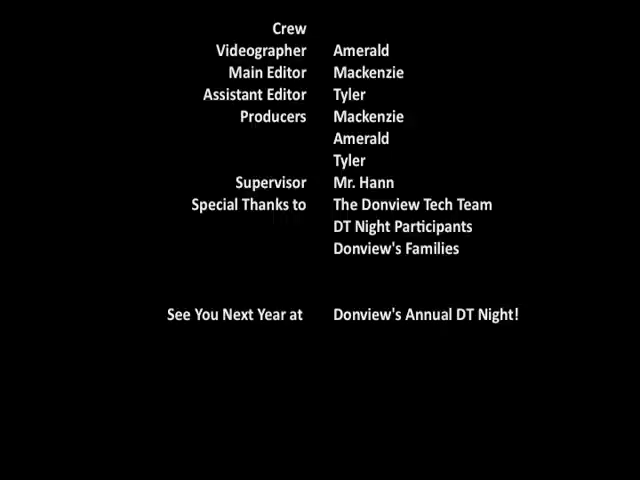 Crew
Videographer Amerald
Main Editor Mackenzie
Assistant Editor Tyler
Producers Mackenzie
Amerald
Tyler
Supervisor Mr. Hann
Special Thanks to The Donview Tech Team
DT Night Participants
Donview's Families
See You Next Year at Donview's Annual DT Night!